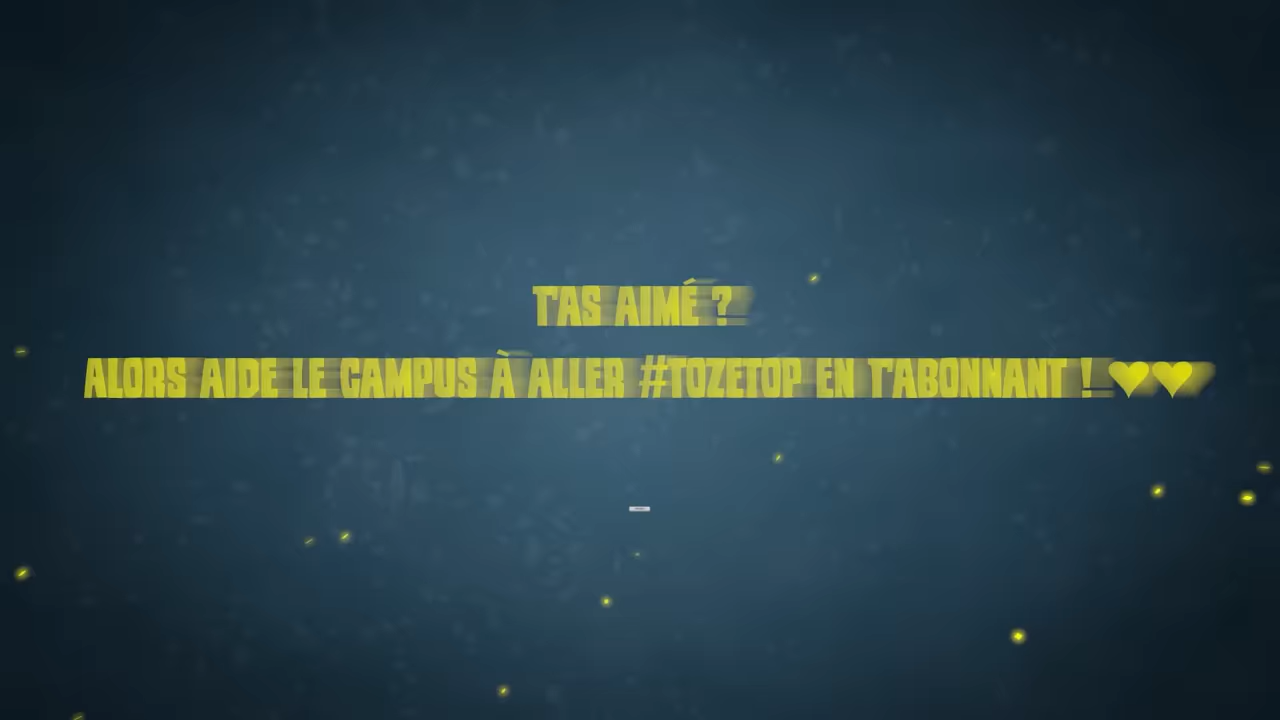 T'AS AIMÉ ?
ALORS AIDE LE CAMPUS À ALLER #TOZETOP EN T'ABONNANT ! ♥♥